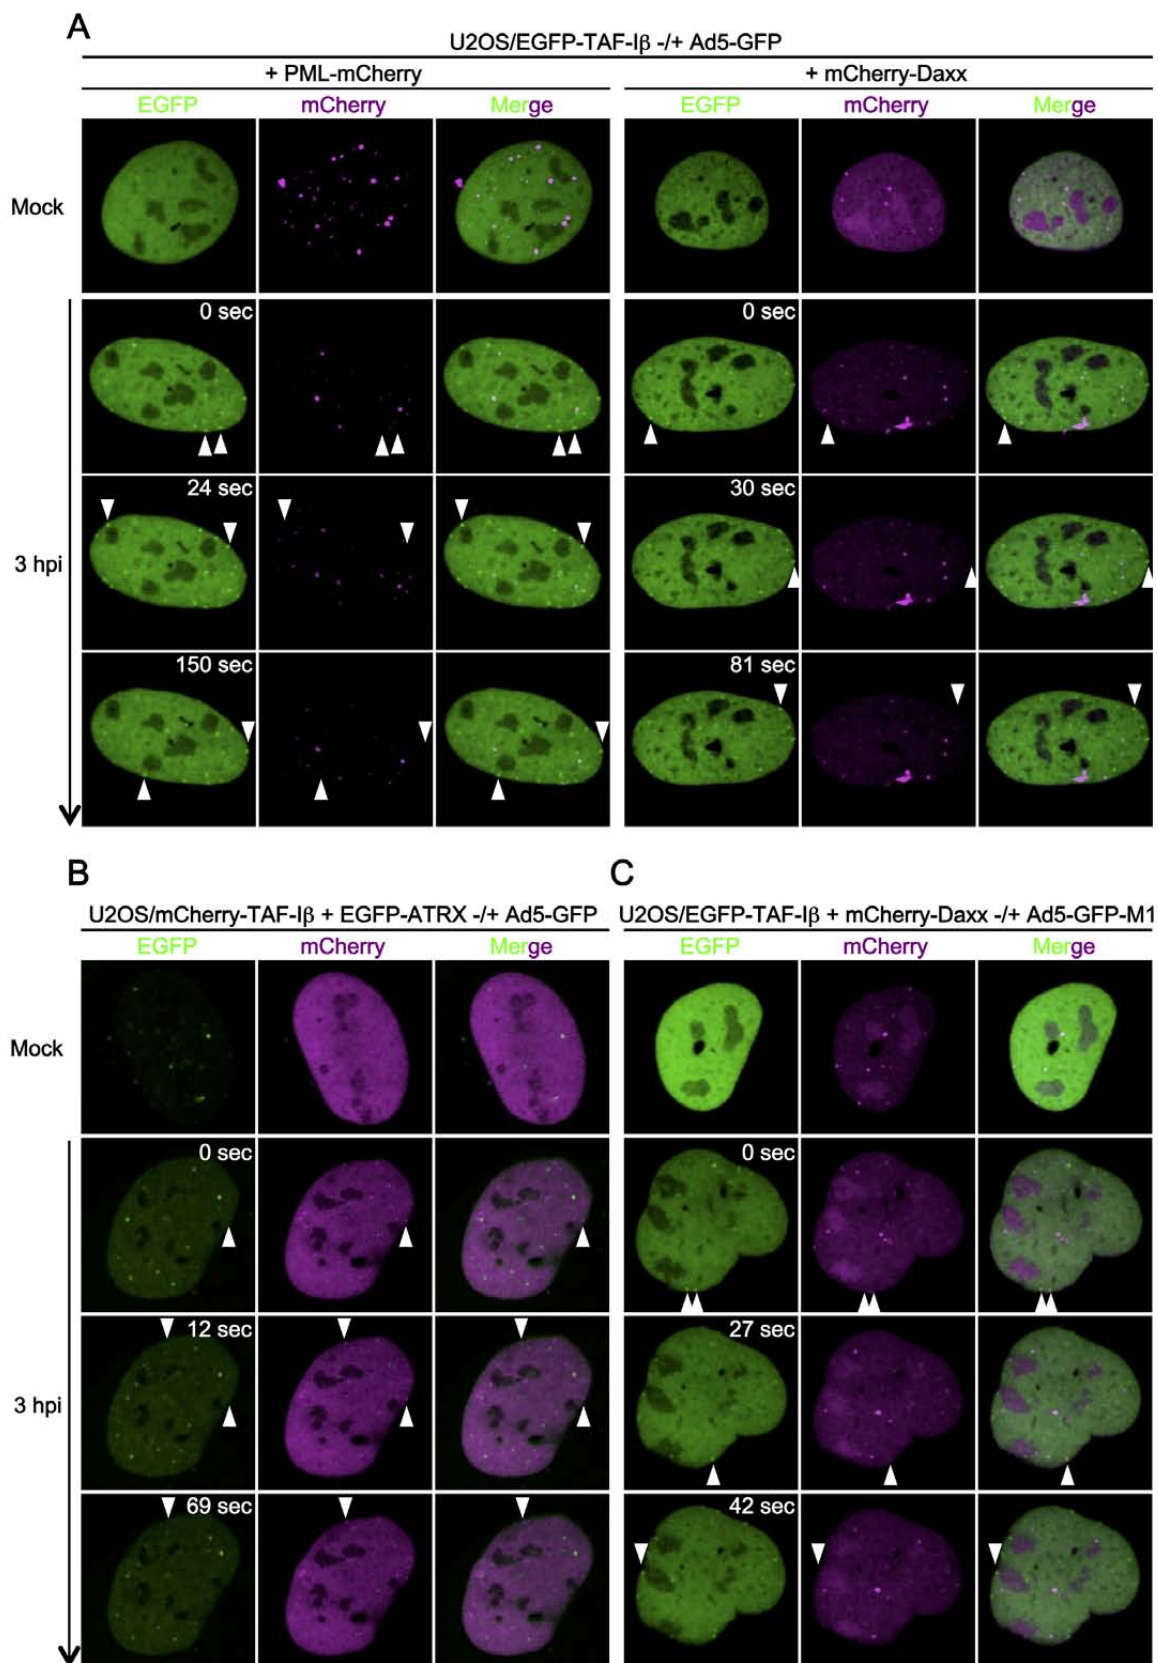 A
U2OS/EGFP-TAF-Iβ -/+ Ad5-GFP
+ PML-mCherry
+ mCherry-Daxx
EGFP mCherry Merge EGFP mCherry Merge
Mock
0 sec 0 sec
24 sec 30 sec
3 hpi
150 sec 81 sec
B
C
U2OS/mCherry-TAF-Iβ + EGFP-ATRX -/+ Ad5-GFP
U2OS/EGFP-TAF-Iβ + mCherry-Daxx -/+ Ad5-GFP-M1
EGFP mCherry Merge EGFP mCherry Merge
Mock
0 sec 0 sec
12 sec 27 sec
3 hpi
69 sec 42 sec